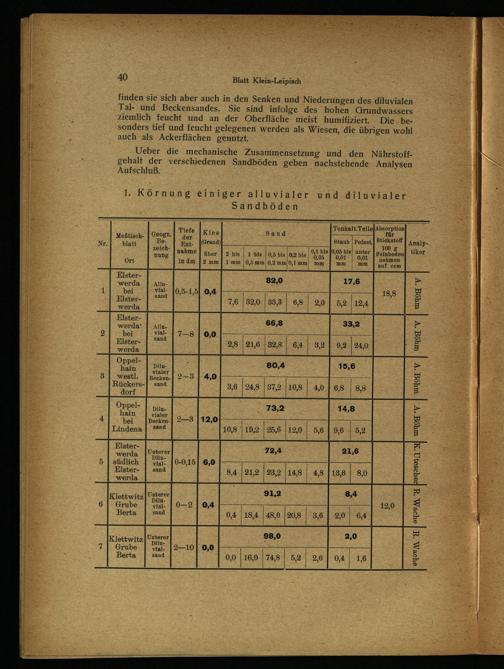 40
Blatt Klein-Leipisch
finden sie sich aber auch in den Senken und Niederungen des diluvialen
Tal- und Beckensandes. Sie sind infolge des hohen Grundwassers
ziemlich feucht und an der Oberfläche meist humifiziert. Die be-
sonders tief und feucht gelegenen werden als Wiesen, die übrigen wohl
auch als Ackerflächen genutzt.
Ueber die mechanische Zusammensetzung und den Nährstoff-
gehalt der verschiedenen Sandböden geben nachstehende Analysen
Aufschluß.
1. Körnung einiger alluvialer und diluvialer
Sandböden
Nr. Meßtisch-blatt Ort Geogn. Be-zeich-nung Tiefe der Ent-nahme in dm Kies (Grand) über 2 mm Sand Tonhalt. Teile Absorption für Stickstoff 100 g Feinboden nehmen auf ccm Analy-tiker
Staub Feinst.
2 bis 1 mm 1 bis 0,5 mm 0,5 bis 0,2 mm 0,2 bis 0,1 mm 0,1 bis 0,05 mm 0,05 bis 0,01 mm unter 0,01 mm
1 Elster-werda bei Elster-werda Allu-vial-sand 0,5-1,5 0,4 82,0 17,6 18,8 A. Böhm
7,6 32,0 33,3 6,8 2,0 5,2 12,4
2 Elster-werda bei Elster-werda Allu-vial-sand 7—8 0,0 66,8 33,2 A. Böhm
2,8 21,6 32,8 6,4 3,2 9,2 24,0
3 Oppel-hain westl. Rückers-dorf Dilu-vialer Becken-sand 2—3 4,0 80,4 15,6 A. Böhm
3,6 24,8 37,2 10,8 4,0 6,8 8,8
4 Oppel-hain bei Lindena Dilu-vialer Becken-sand 2—3 12,0 73,2 14,8 A. Böhm
10,8 19,2 25,6 12,0 5,6 9,6 5,2
5 Elster-werda südlich Elster-werda Unterer Dilu-vial-sand 0-0,15 6,0 72,4 21,6 K. Utescher
8,4 21,2 23,2 14,8 4,8 13,6 8,0
6 Klettwitz Grube Berta Unterer Dilu-vial-sand 0—2 0,4 91,2 8,4 12,0 R. Wache
0,4 18,4 48,0 20,8 3,6 2,0 6,4
7 Klettwitz Grube Berta Unterer Dilu-vial-sand 2—10 0,0 98,0 2,0 R. Wache
0,0 16,0 74,8 5,2 2,6 0,4 1,6